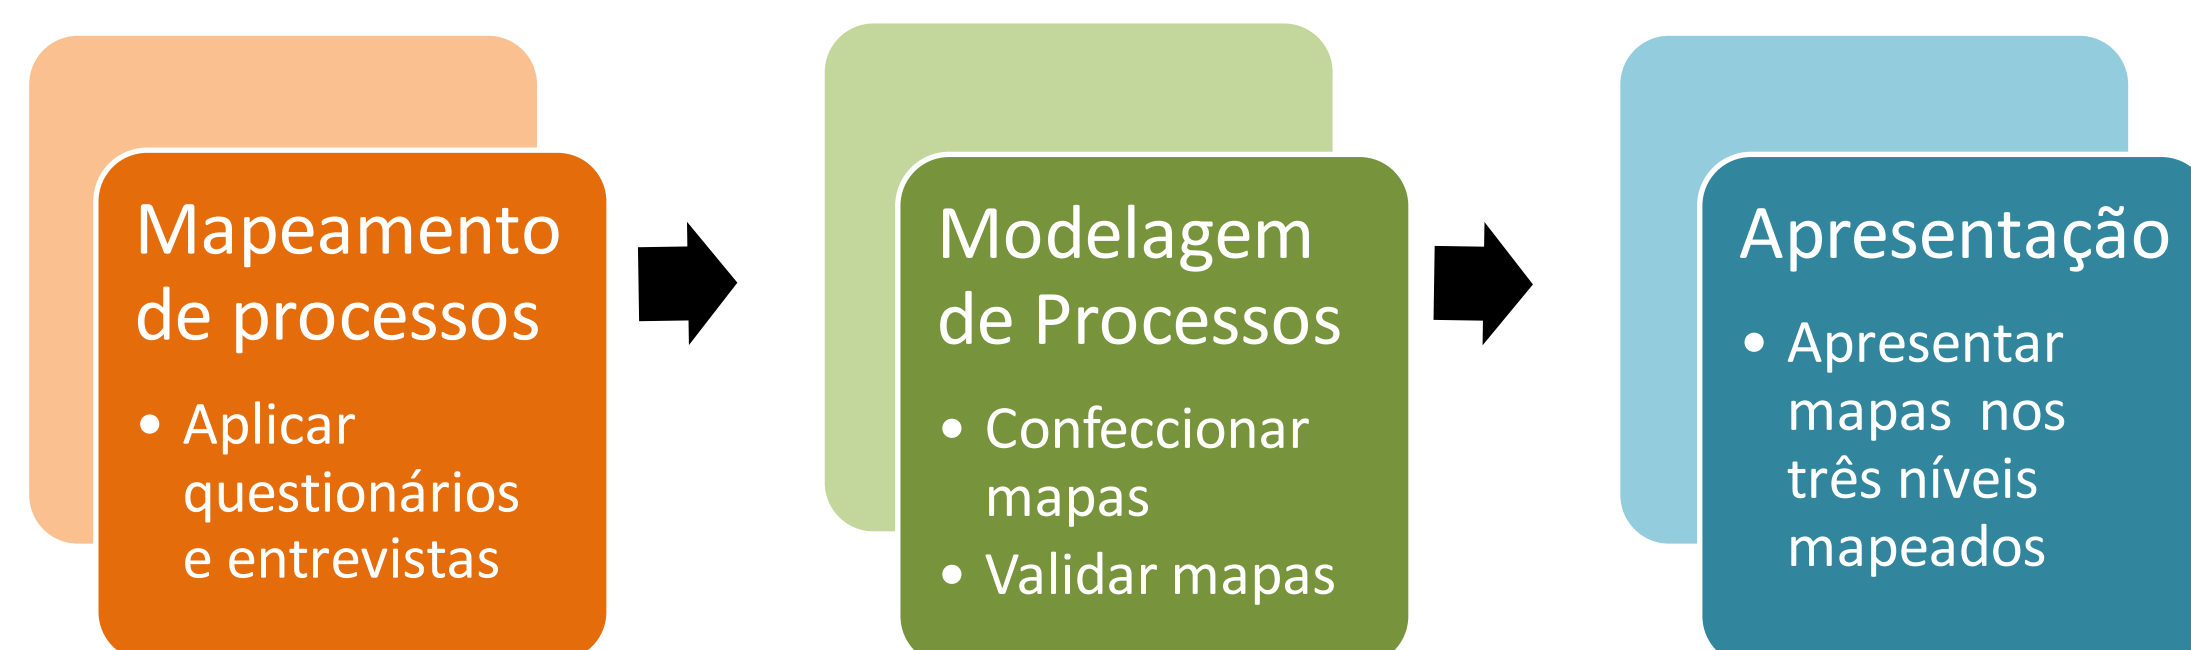 Mapeamento
de processos
• Aplicar
questionários
e entrevistas
Modelagem
de Processos
• Confeccionar
mapas
• Validar mapas
Apresentação
• Apresentar
mapas  nos
três níveis
mapeados